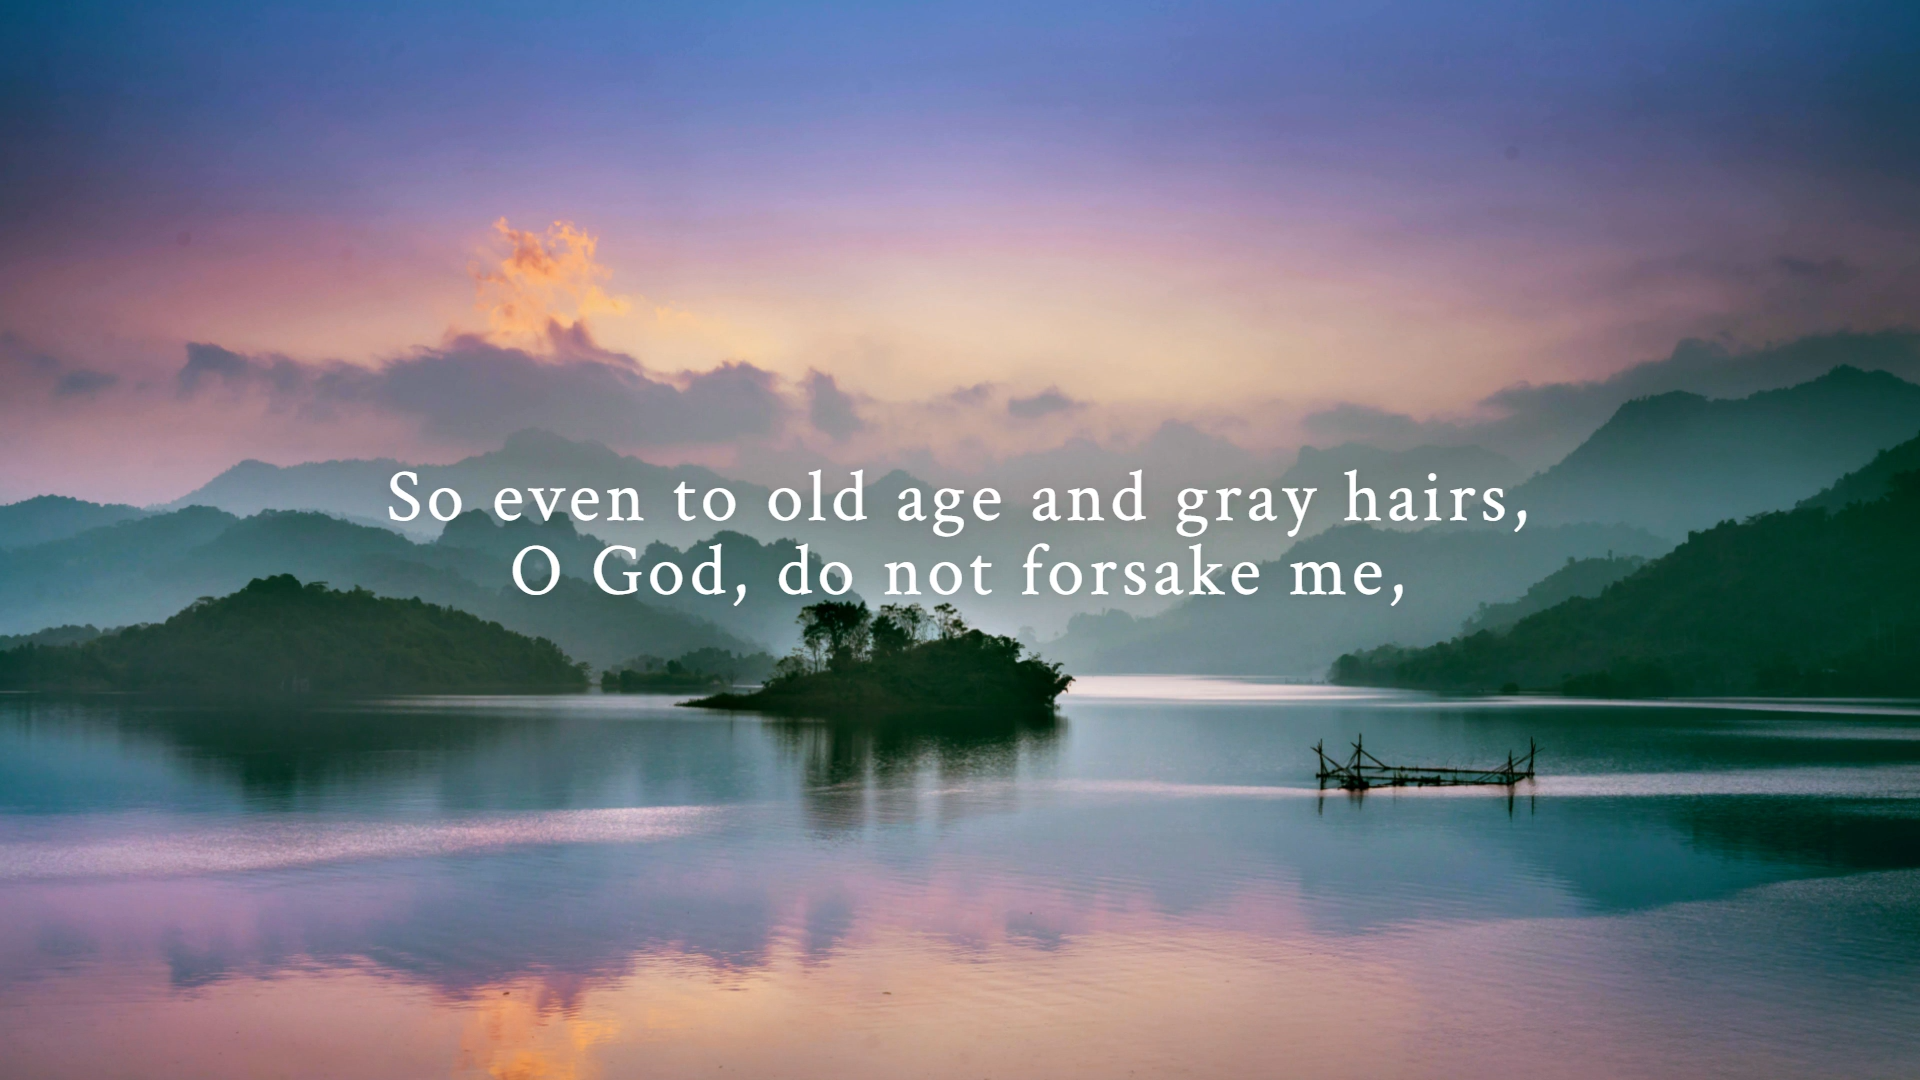 So even to old age and gray hairs,
O God, do not forsake me,